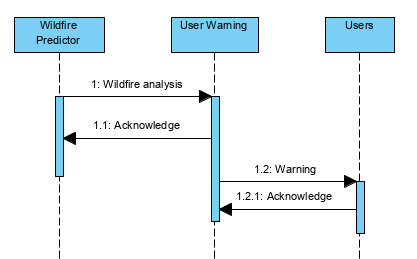 Wildfire
Predictor
User Warning
Users
1: Wildfire analysis
1.1: Acknowledge
1.2: Warning
1.2.1: Acknowledge